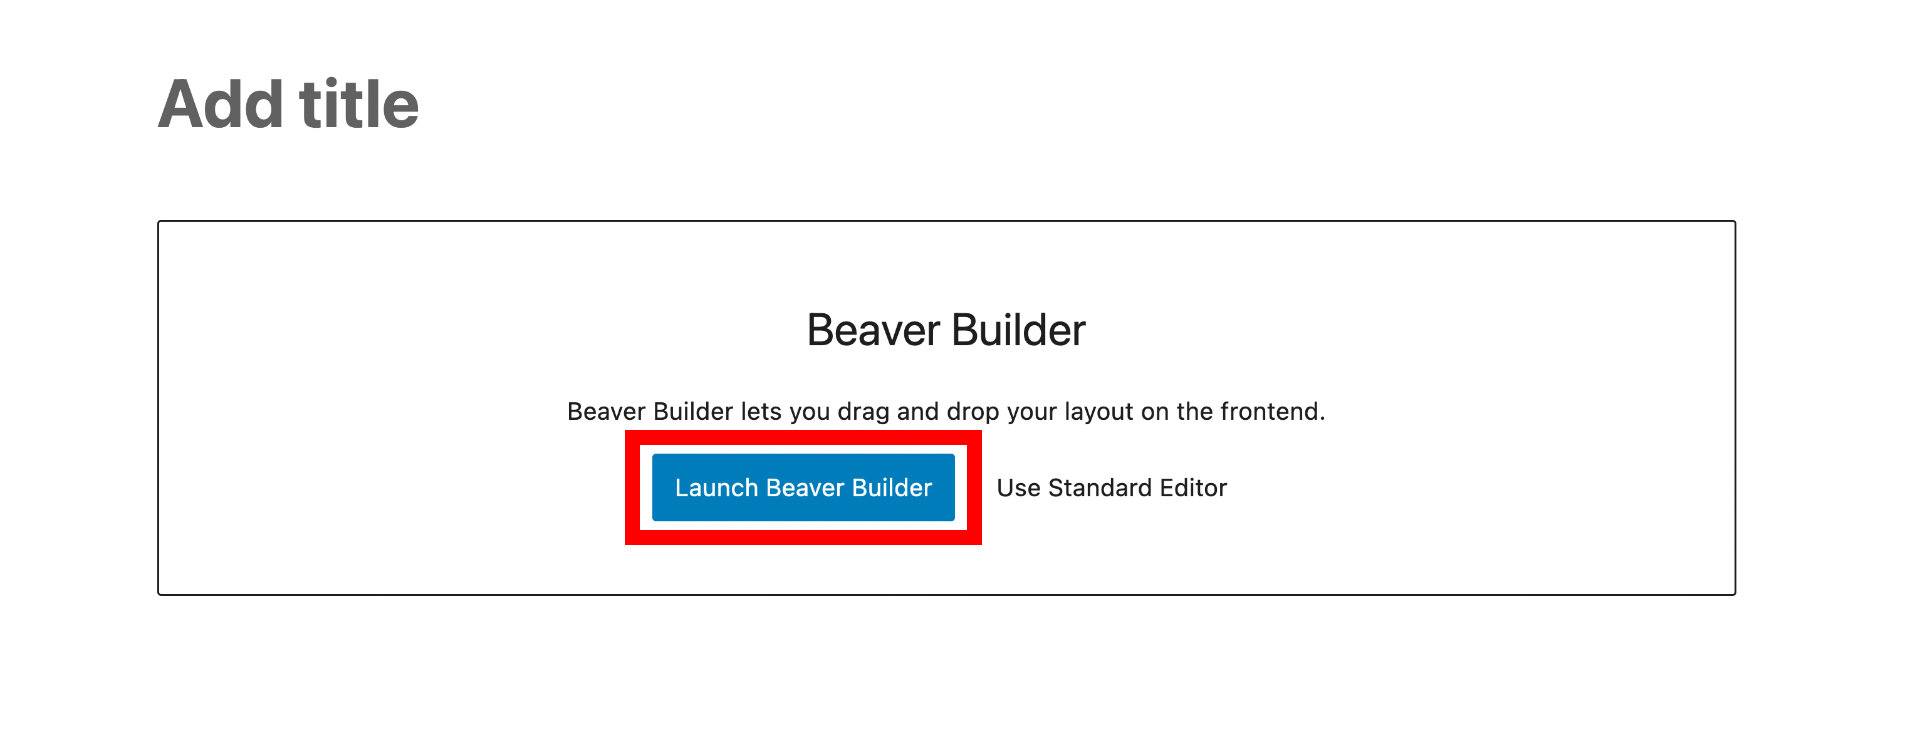 Add title
Beaver Builder
Beaver Builder lets you drag and drop your layout on the frontend.
Launch Beaver Builder Use Standard Editor